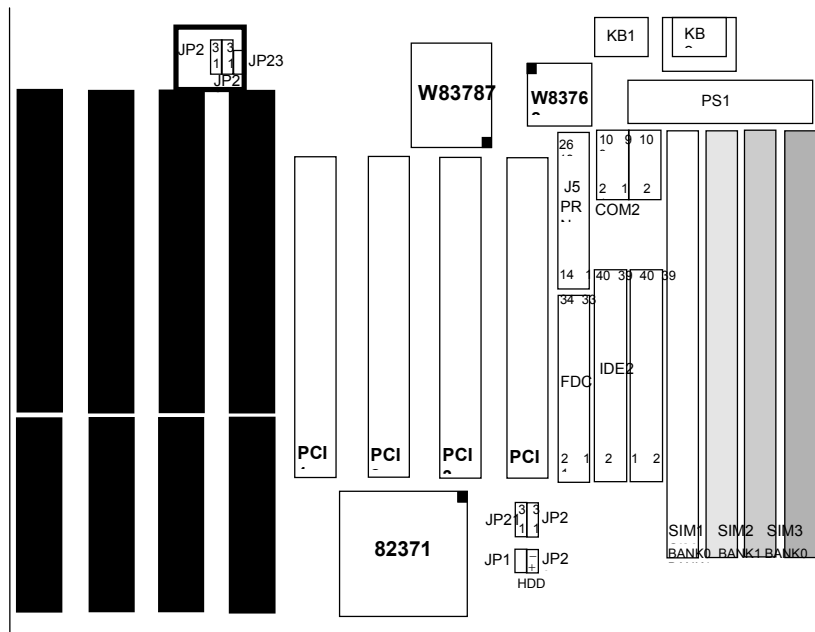 KB1
KB
JP2
3 3
1 1
JP23
JP2
W83787
W8376
PS1
26
10 9 10
J5
PR
2 1 2
COM2
14 1
40 39 40 39
34 33
FDC
IDE2
PCI
PCI
PCI
PCI
2 1
2
1 2
82371
JP21
3 3
1 1
JP2
JP1
−
+
JP2
HDD
SIM1 SIM2 SIM3
BANK0 BANK1 BANK0